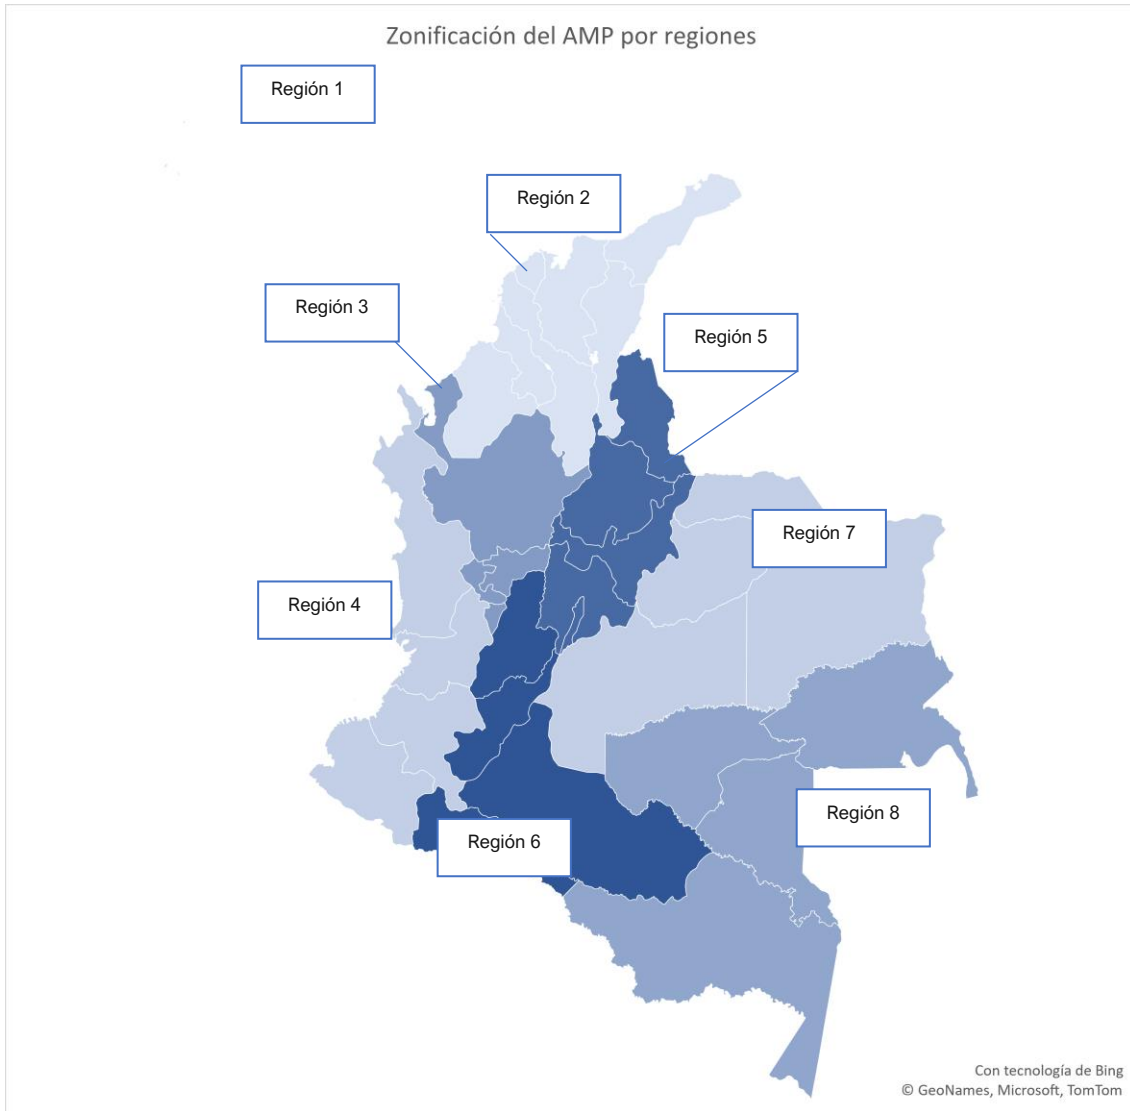 Zonificación del AMP por regiones
Región 1
Región 2
Región 3
Región 5
Región 7
Región 4
Región 8
Región 6
Con tecnología de Bing
© GeoNames, Microsoft, TomTom